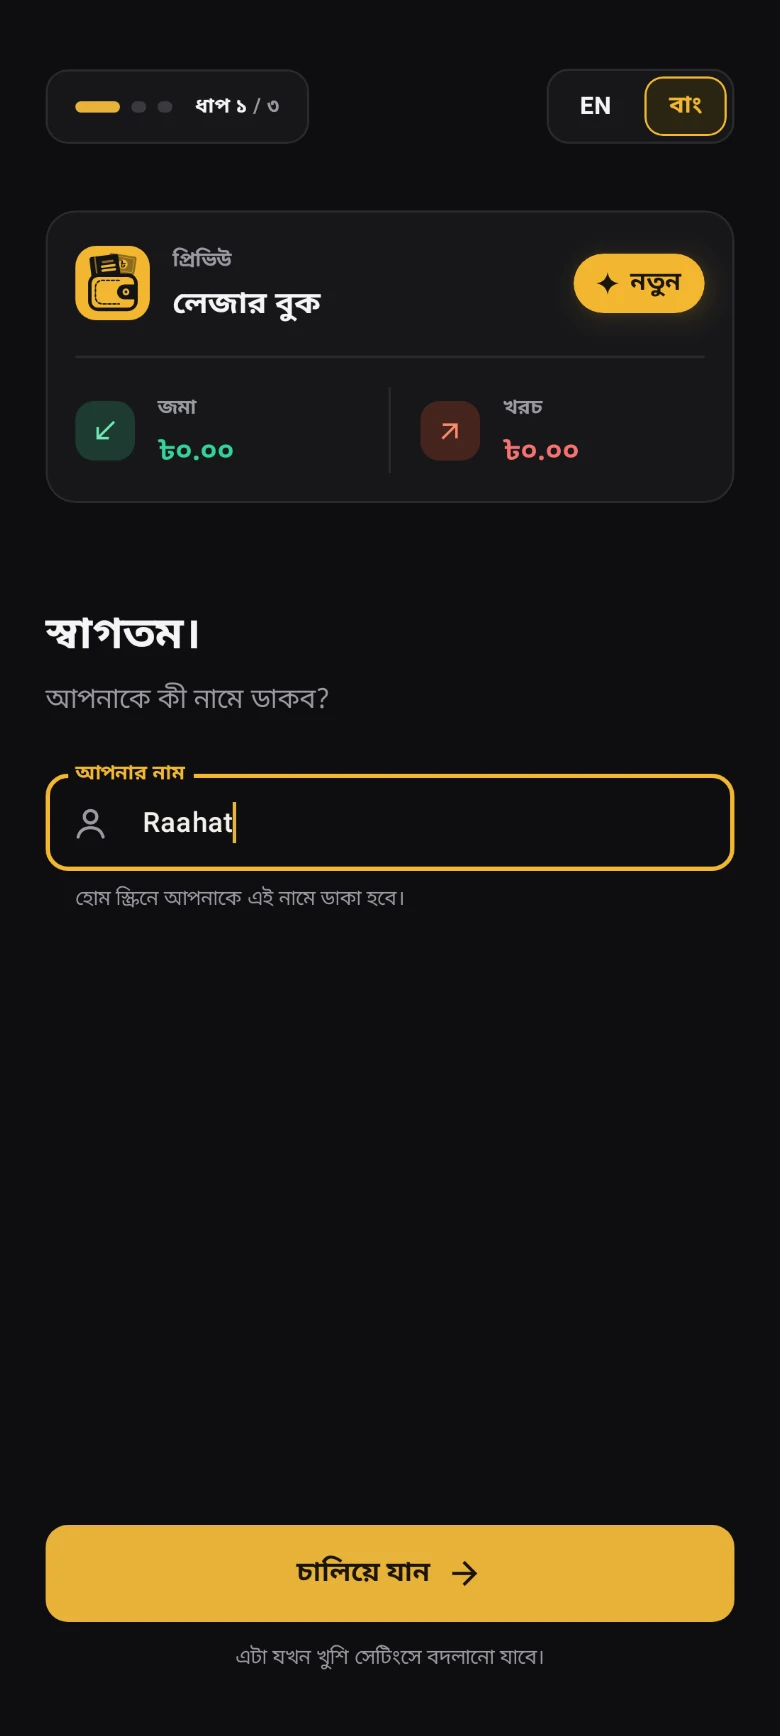 ধাপ ১ / ৩
EN
বাং
প্রিভিউ
লেজার বুক
নতুন
জমা
৳০.০০
খরচ
৳০.০০
স্বাগতম।
আপনাকে কী নামে ডাকব?
আপনার নাম
Raahat
হোম স্ক্রিনে আপনাকে এই নামে ডাকা হবে।
চালিয়ে যান
এটা যখন খুশি সেটিংসে বদলানো যাবে।